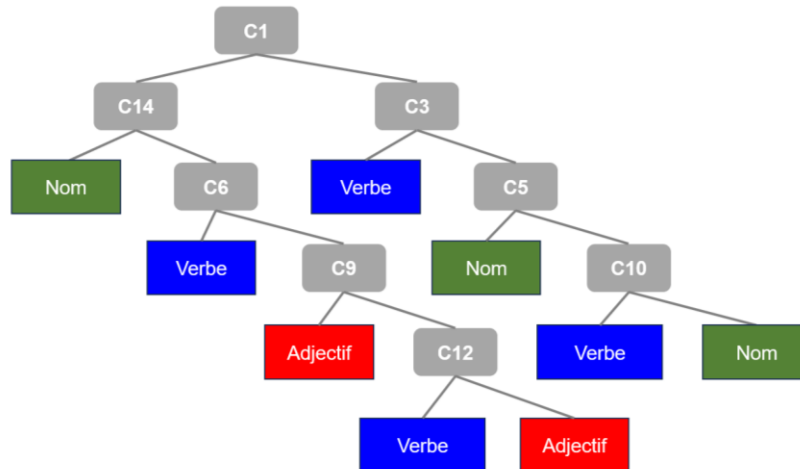 C1
C14 C3
Nom C6 Verbe C5
Verbe C9 Nom C10
Adjectif C12 Verbe Nom
Verbe Adjectif